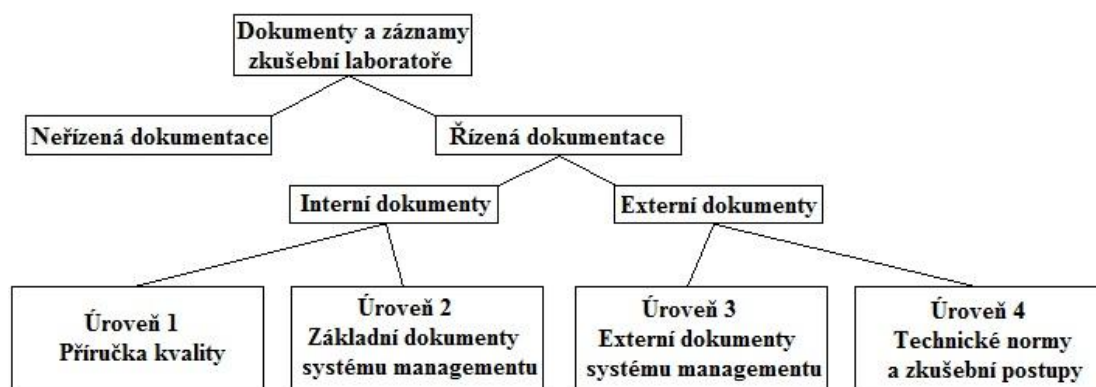 Dokumenty a záznamy
zkušební laboratoře
Neřízená dokumentace
Řízená dokumentace
Interní dokumenty
Externí dokumenty
Úroveň 1
Příručka kvality
Úroveň 2
Základní dokumenty
systému managementu
Úroveň 3
Externí dokumenty
systému managementu
Úroveň 4
Technické normy
a zkušební postupy